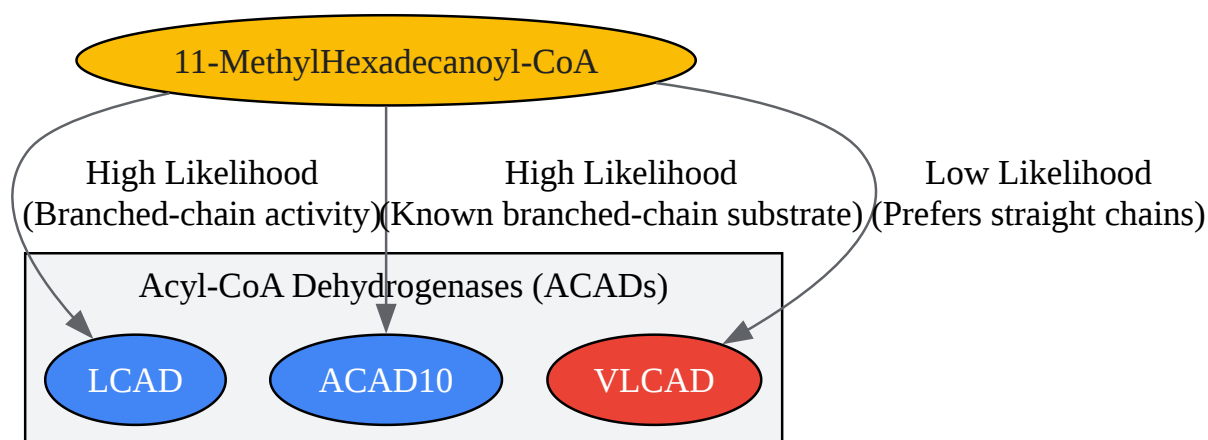 11-MethylHexadecanoyl-CoA
High Likelihood
(Branched-chain activity)
High Likelihood
(Known branched-chain substrate)
Low Likelihood
(Prefers straight chains)
Acyl-CoA Dehydrogenases (ACADs)
LCAD
ACAD10
VLCAD